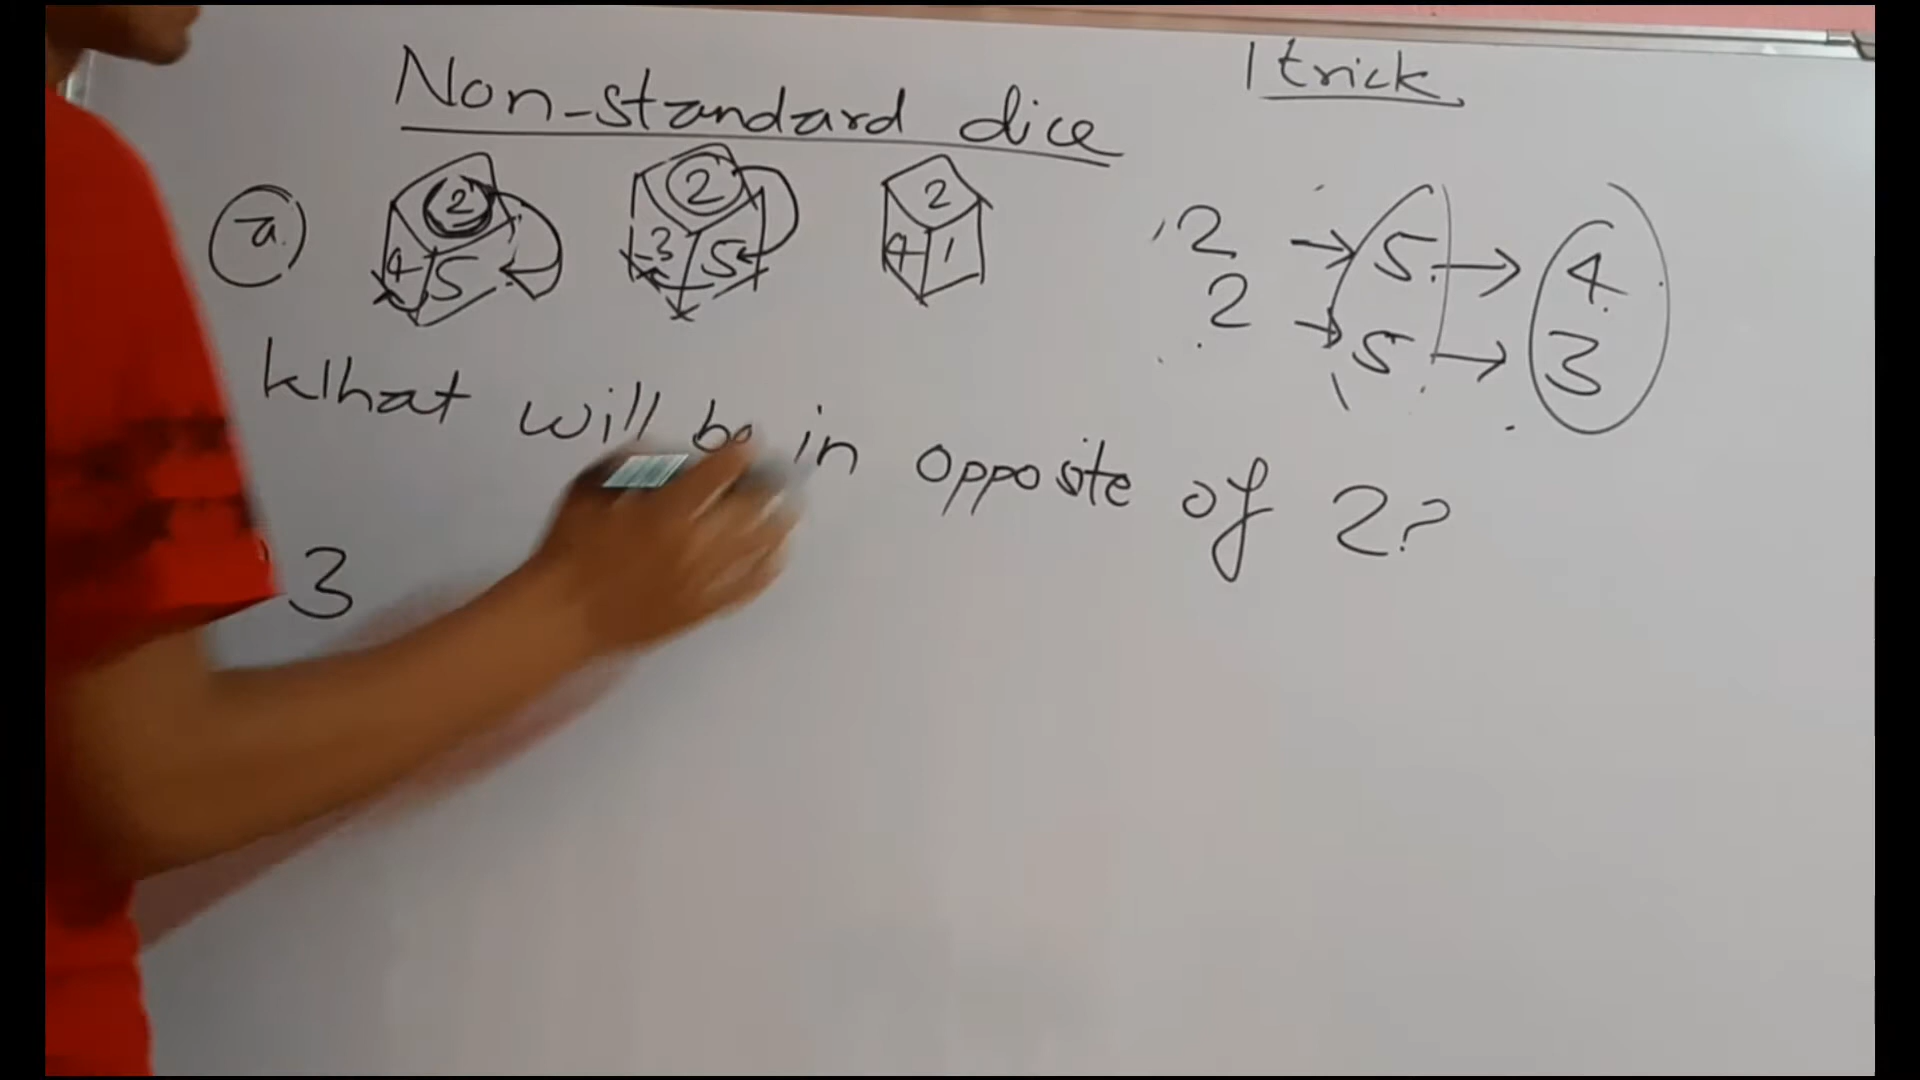 Non-standard dice
1 trick
a.
2 4 5
2 3 5
2 4 1
2 → 5 → 4
2 → 5 → 3
What will be in opposite of 2?
3